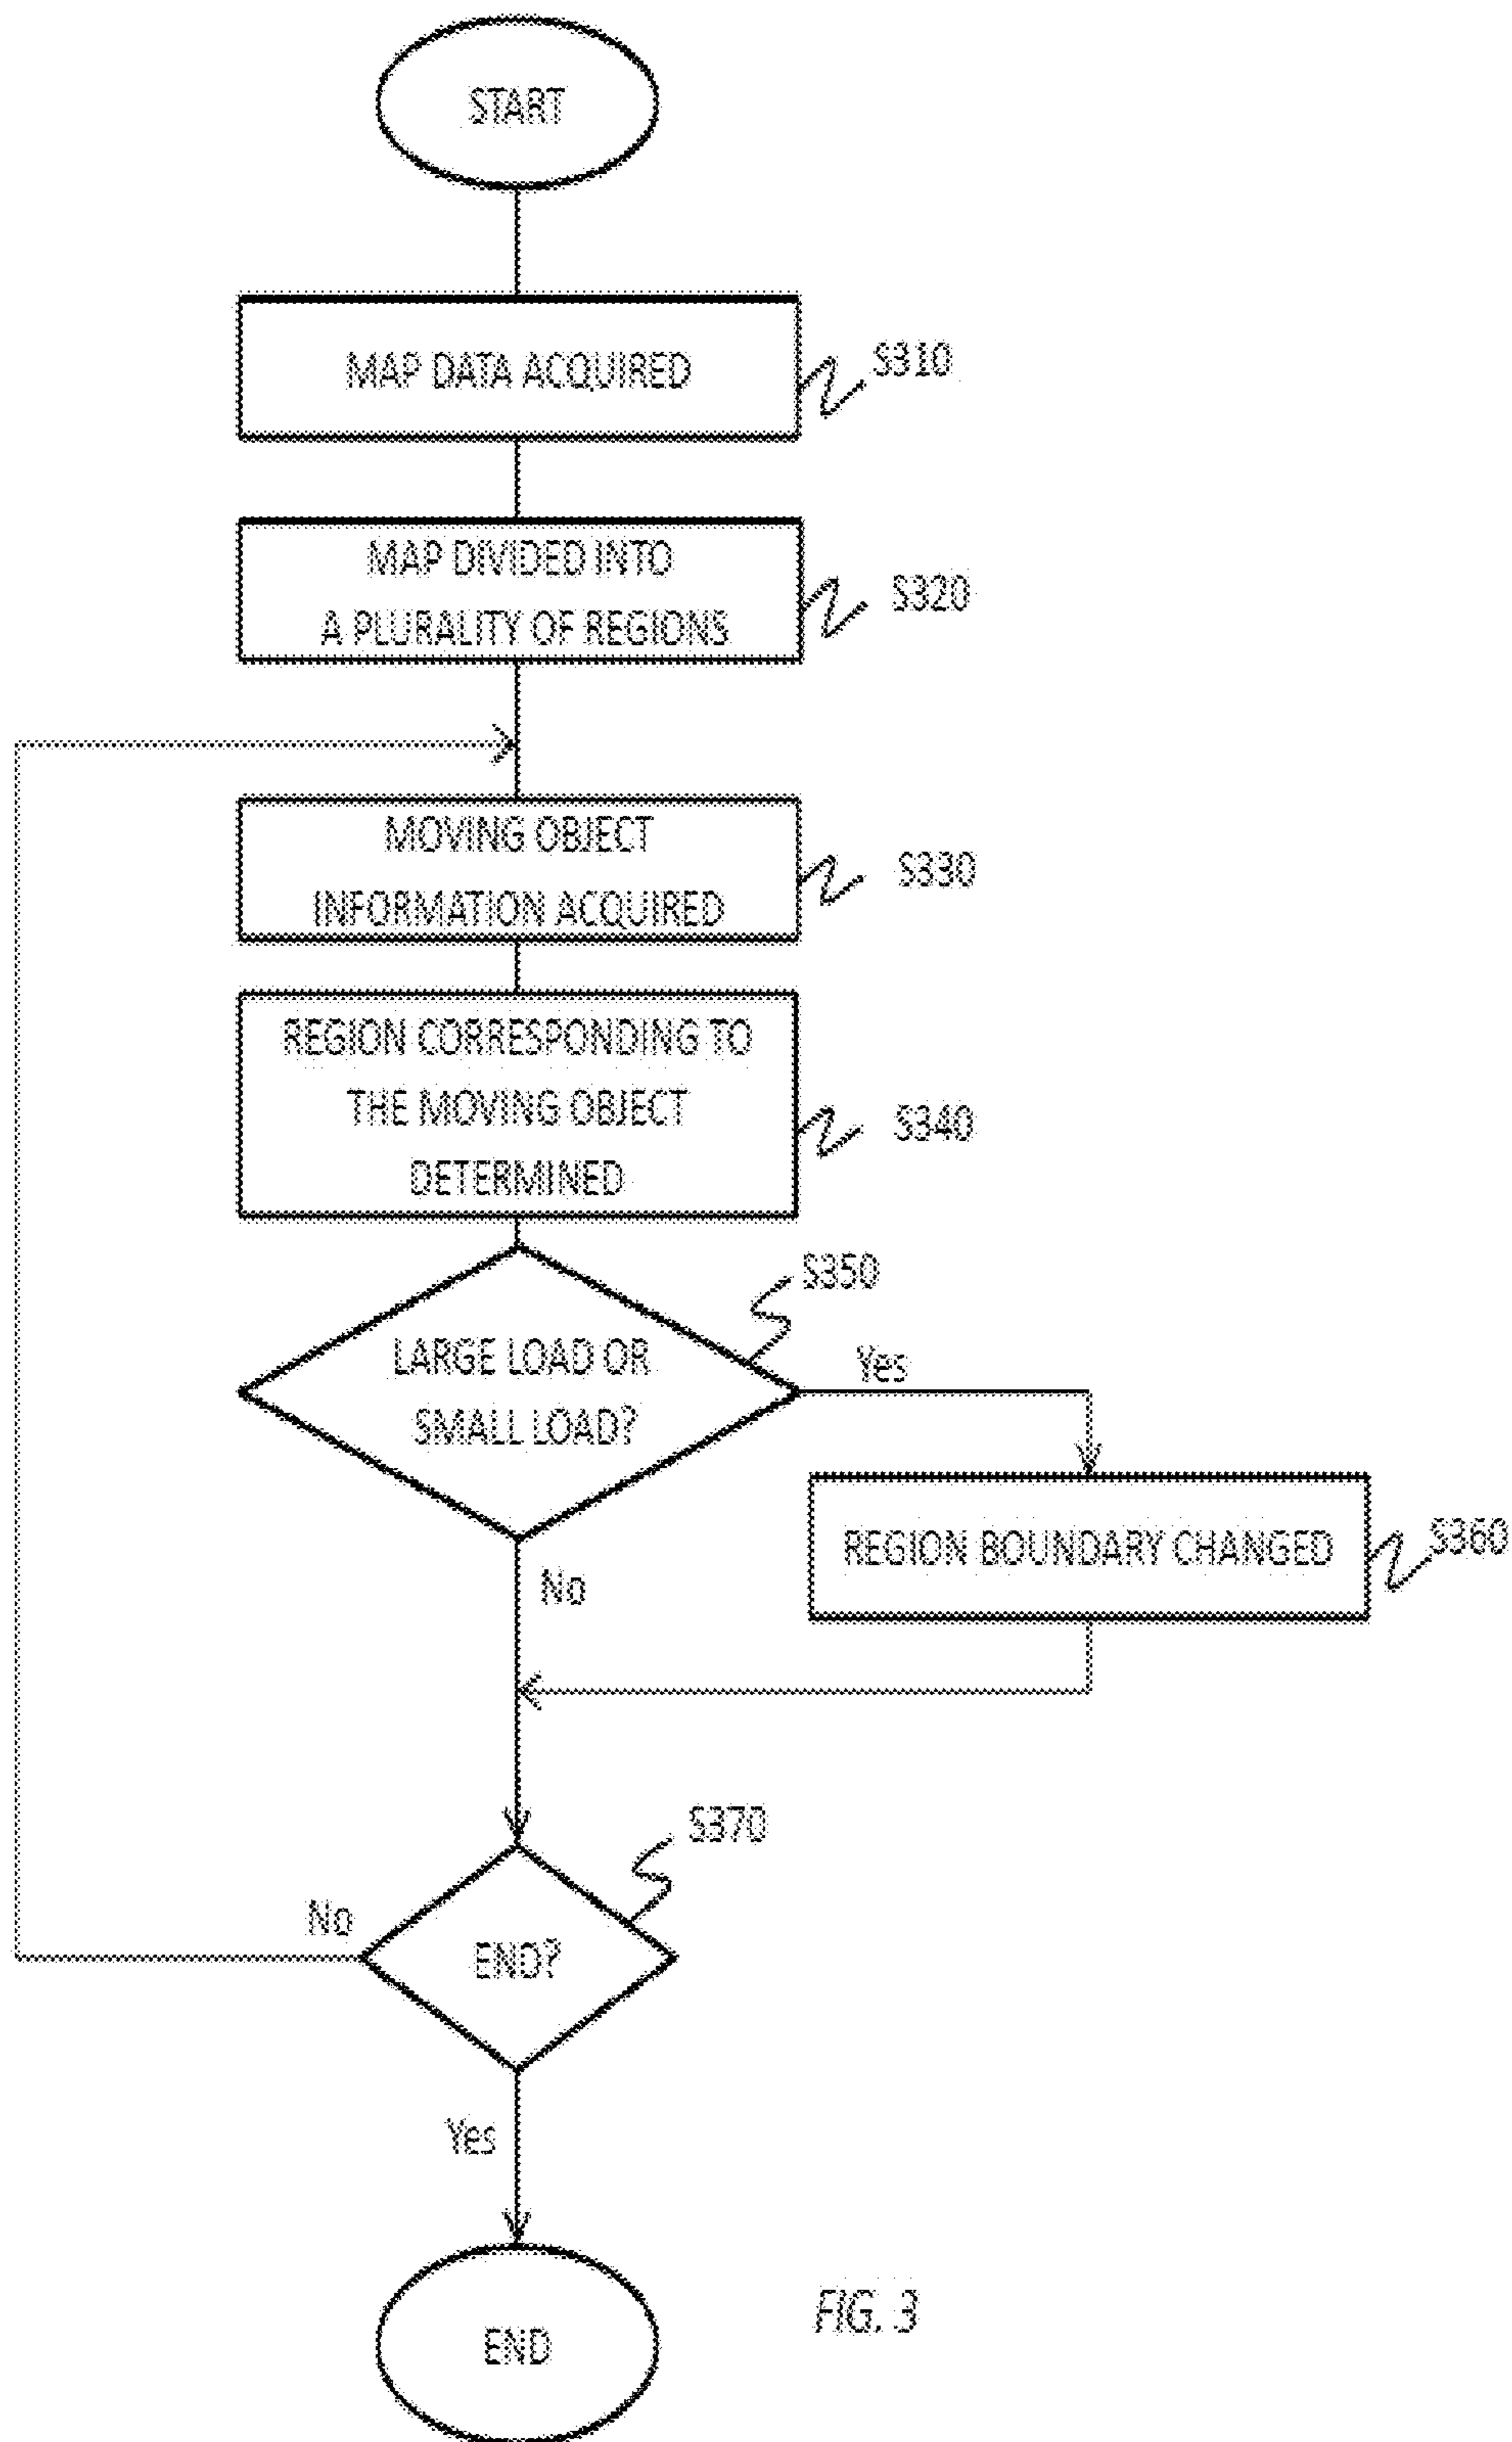 START
MAP DATA ACQUIRED
S310
MAP DIVIDED INTO
A PLURALITY OF REGIONS
S320
MOVING OBJECT
INFORMATION ACQUIRED
S330
REGION CORRESPONDING TO
THE MOVING OBJECT
DETERMINED
S340
S350
LARGE LOAD OR
SMALL LOAD?
Yes
REGION BOUNDARY CHANGED
S360
No
S370
No
END?
Yes
END
FIG. 3